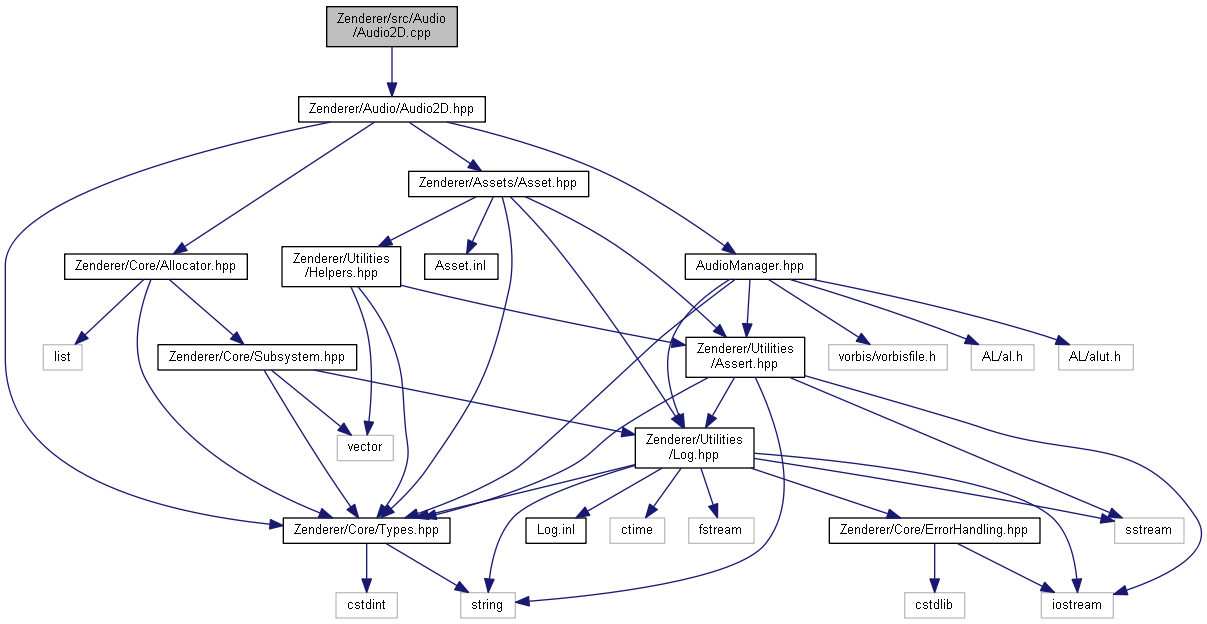 Zenderer/src/Audio
/Audio2D.cpp
Zenderer/Audio/Audio2D.hpp
Zenderer/Assets/Asset.hpp
Zenderer/Core/Allocator.hpp
Zenderer/Utilities
/Helpers.hpp
Asset.inl
AudioManager.hpp
list
Zenderer/Core/Subsystem.hpp
Zenderer/Utilities
/Assert.hpp
vorbis/vorbisfile.h
AL/al.h
AL/alut.h
vector
Zenderer/Utilities
/Log.hpp
Zenderer/Core/Types.hpp
Log.inl
ctime
fstream
Zenderer/Core/ErrorHandling.hpp
sstream
cstdint
string
cstdlib
iostream